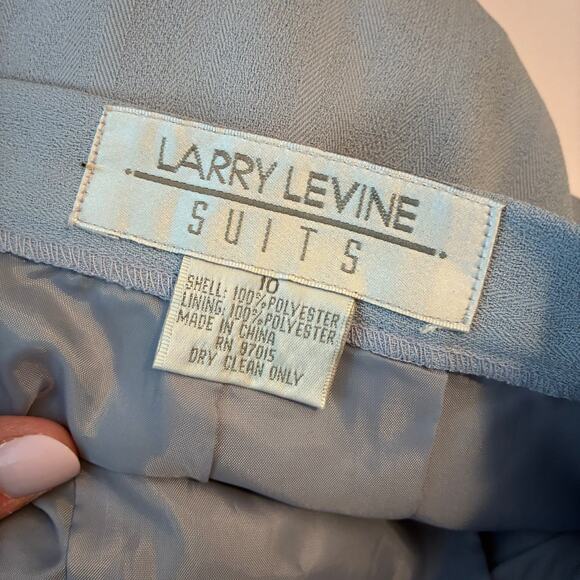 LARRY LEVINE
SUITS
10
SHELL: 100% POLYESTER
LINING: 100% POLYESTER
MADE IN CHINA
RN 97015
DRY CLEAN ONLY